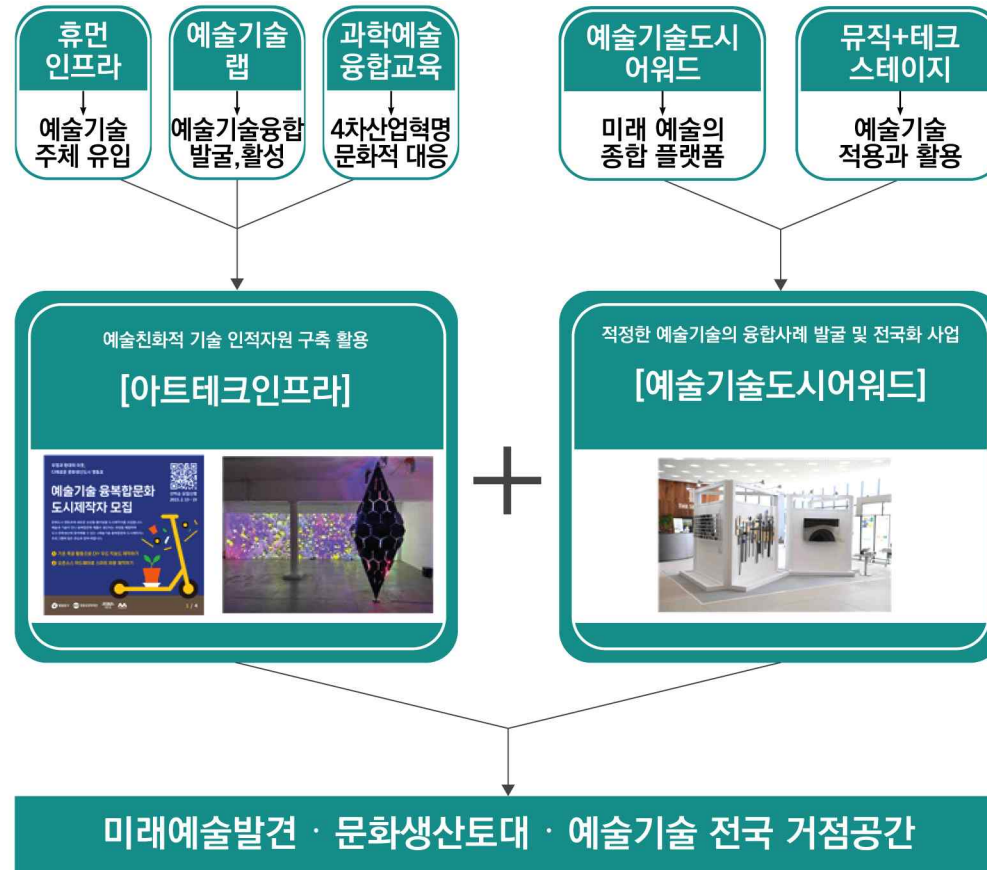 휴먼
인프라
예술기술
주체 유입
예술기술
랩
예술기술융합
발굴,활성
과학예술
융합교육
4차산업혁명
문화적 대응
예술기술도시
어워드
미래 예술의
종합 플랫폼
뮤직+테크
스테이지
예술기술
적용과 활용
예술친화적 기술 인적자원 구축 활용
[아트테크인프라]
예술기술 융복합문화
도시제작자 모집
1 / 4
+
적정한 예술기술의 융합사례 발굴 및 전국화 사업
[예술기술도시어워드]
미래예술발견 · 문화생산토대 · 예술기술 전국 거점공간